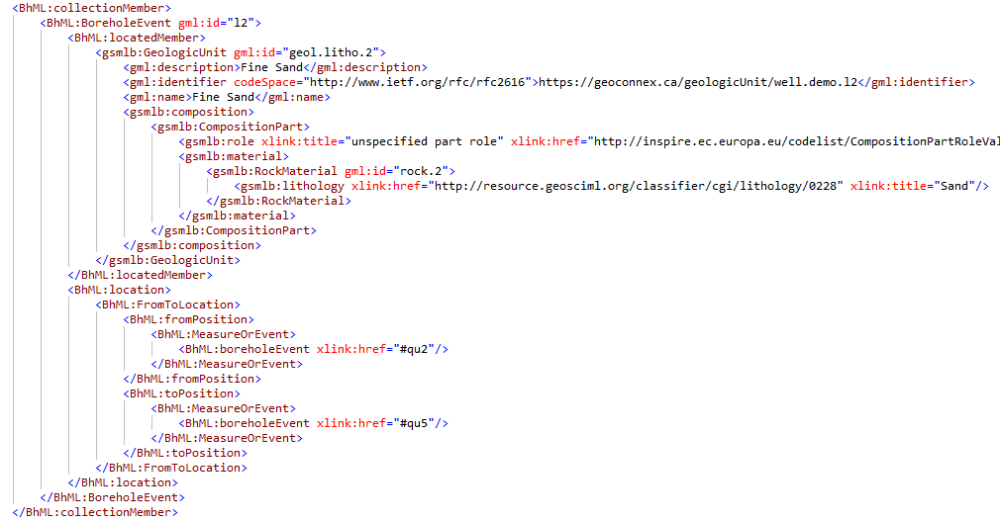 <BhML:collectionMember>
<BhML:BoreholeEvent gml:id="l2">
<BhML:locatedMember>
<gsmlb:GeologicUnit gml:id="geol.litho.2">
<gml:description>Fine Sand</gml:description>
<gml:identifier codeSpace="http://www.ietf.org/rfc/rfc2616">https://geoconnex.ca/geologicUnit/well.demo.l2</gml:identifier>
<gml:name>Fine Sand</gml:name>
<gsmlb:composition>
<gsmlb:CompositionPart>
<gsmlb:role xlink:title="unspecified part role" xlink:href="http://inspire.ec.europa.eu/codelist/CompositionPartRoleVal
<gsmlb:material>
<gsmlb:RockMaterial gml:id="rock.2">
<gsmlb:lithology xlink:href="http://resource.geosciml.org/classifier/cgi/lithology/0228" xlink:title="Sand"/>
</gsmlb:RockMaterial>
</gsmlb:material>
</gsmlb:CompositionPart>
</gsmlb:composition>
</gsmlb:GeologicUnit>
</BhML:locatedMember>
<BhML:location>
<BhML:FromToLocation>
<BhML:fromPosition>
<BhML:MeasureOrEvent>
<BhML:boreholeEvent xlink:href="#qu2"/>
</BhML:MeasureOrEvent>
</BhML:fromPosition>
<BhML:toPosition>
<BhML:MeasureOrEvent>
<BhML:boreholeEvent xlink:href="#qu5"/>
</BhML:MeasureOrEvent>
</BhML:toPosition>
</BhML:FromToLocation>
</BhML:location>
</BhML:BoreholeEvent>
</BhML:collectionMember>